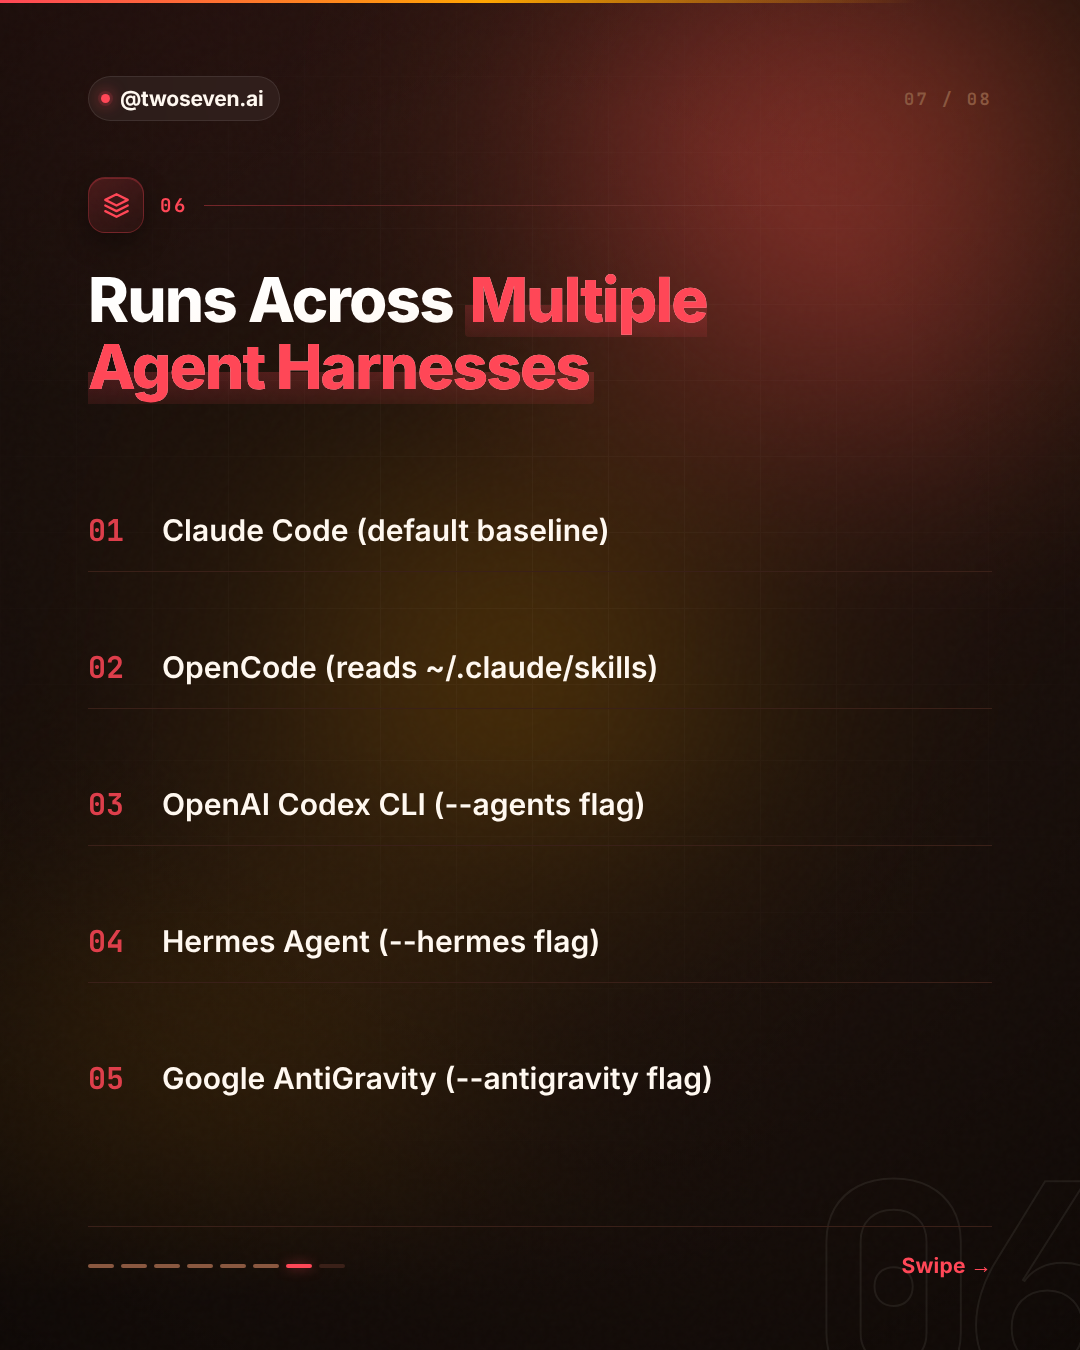 @twoseven.ai
07 / 08
06
Runs Across Multiple
Agent Harnesses
01 Claude Code (default baseline)
02 OpenCode (reads ~/.claude/skills)
03 OpenAI Codex CLI (--agents flag)
04 Hermes Agent (--hermes flag)
05 Google AntiGravity (--antigravity flag)
06
Swipe →